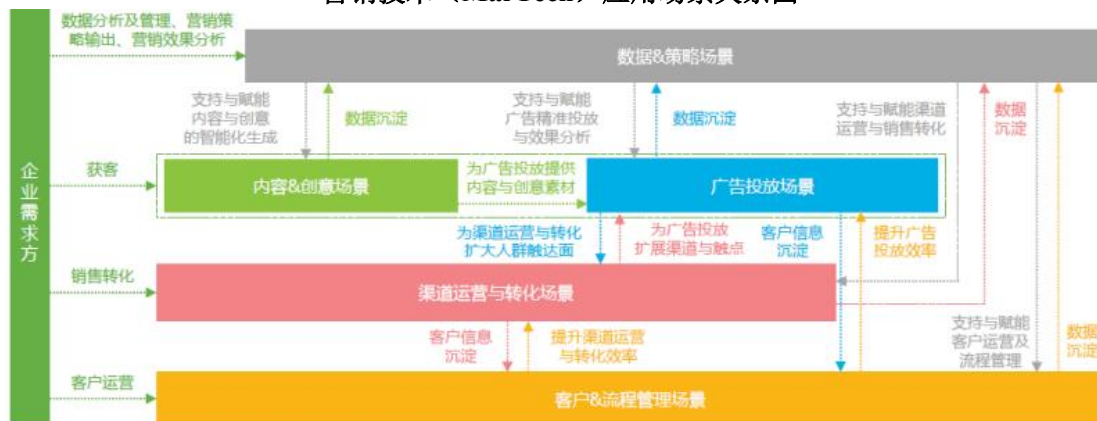 数据分析及管理、营销策
略输出、营销效果分析
数据&策略场景
支持与赋能
内容与创意
的智能化生成
数据沉淀
支持与赋能
广告精准投放
与效果分析
数据沉淀
支持与赋能渠道
运营与销售转化
数据
沉淀
企业需求方
获客
内容&创意场景
为广告投放提供
内容与创意素材
广告投放场景
为渠道运营与转化
扩大人群触达面
为广告投放
扩展渠道与触点
客户信息
沉淀
提升广告
投放效率
销售转化
渠道运营与转化场景
客户信息
沉淀
提升渠道运营
与转化效率
支持与赋能
客户运营及
流程管理
数据
沉淀
客户运营
客户&流程管理场景